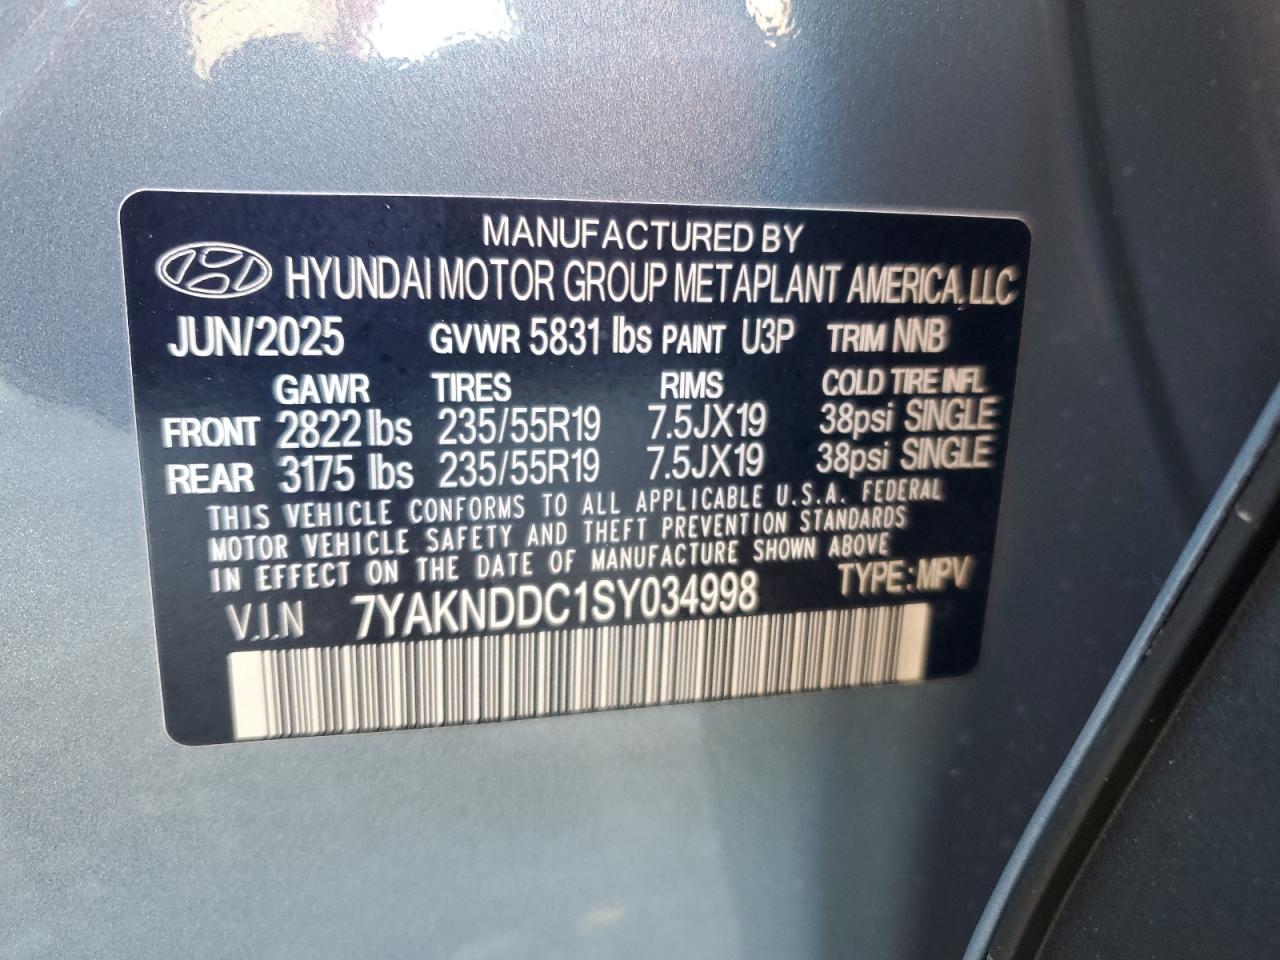 MANUFACTURED BY
HYUNDAI MOTOR GROUP METAPLANT AMERICA, LLC
JUN/2025 GVWR 5831 lbs PAINT U3P TRIM NNB
GAWR TIRES RIMS COLD TIRE INFL
FRONT 2822 lbs 235/55R19 7.5JX19 38psi SINGLE
REAR 3175 lbs 235/55R19 7.5JX19 38psi SINGLE
THIS VEHICLE CONFORMS TO ALL APPLICABLE U.S.A. FEDERAL
MOTOR VEHICLE SAFETY AND THEFT PREVENTION STANDARDS
IN EFFECT ON THE DATE OF MANUFACTURE SHOWN ABOVE
V.I.N 7YAKNDDC1SY034998 TYPE: MPV